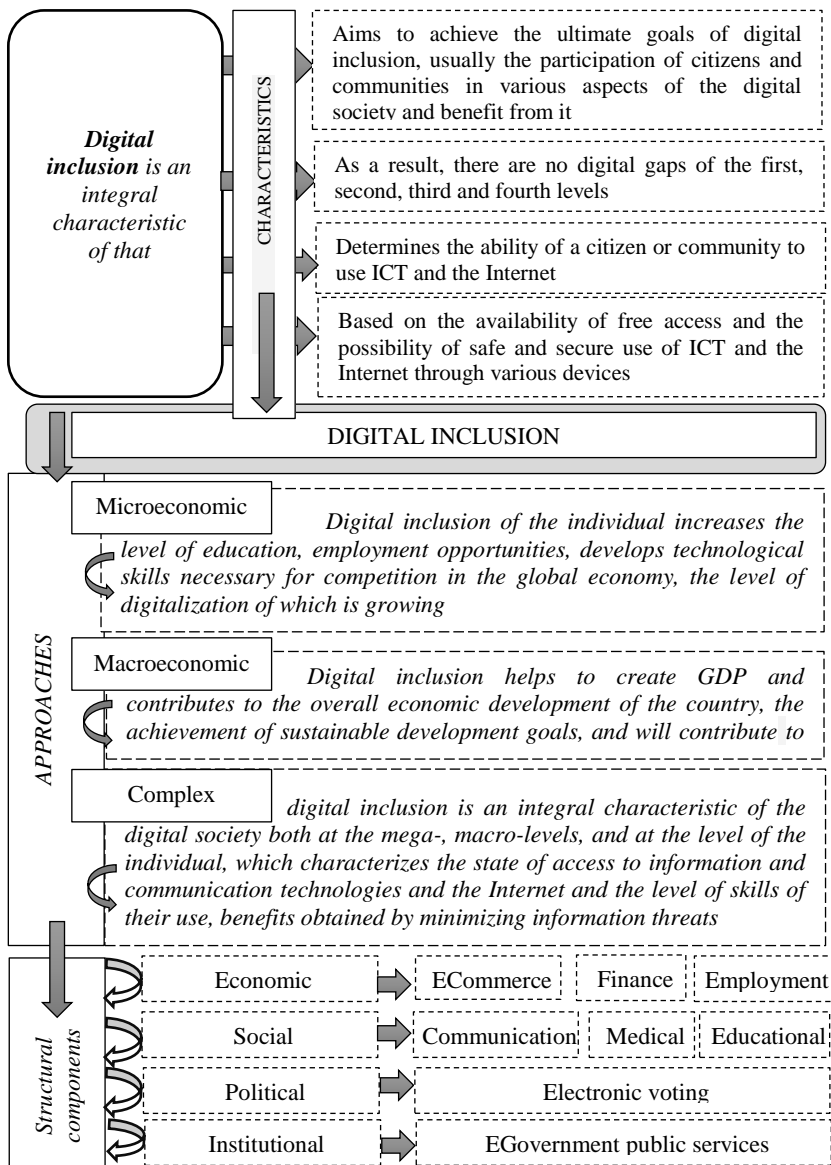 Digital
inclusion is an
integral
characteristic
of that
CHARACTERISTICS
Aims to achieve the ultimate goals of digital
inclusion, usually the participation of citizens and
communities in various aspects of the digital
society and benefit from it
As a result, there are no digital gaps of the first,
second, third and fourth levels
Determines the ability of a citizen or community to
use ICT and the Internet
Based on the availability of free access and the
possibility of safe and secure use of ICT and the
Internet through various devices
DIGITAL INCLUSION
APPROACHES
Microeconomic
Digital inclusion of the individual increases the
level of education, employment opportunities, develops technological
skills necessary for competition in the global economy, the level of
digitalization of which is growing
Macroeconomic
Digital inclusion helps to create GDP and
contributes to the overall economic development of the country, the
achievement of sustainable development goals, and will contribute to
Complex
digital inclusion is an integral characteristic of the
digital society both at the mega-, macro-levels, and at the level of the
individual, which characterizes the state of access to information and
communication technologies and the Internet and the level of skills of
their use, benefits obtained by minimizing information threats
Structural
components
Economic
ECommerce
Finance
Employment
Social
Communication
Medical
Educational
Political
Electronic voting
Institutional
EGovernment public services